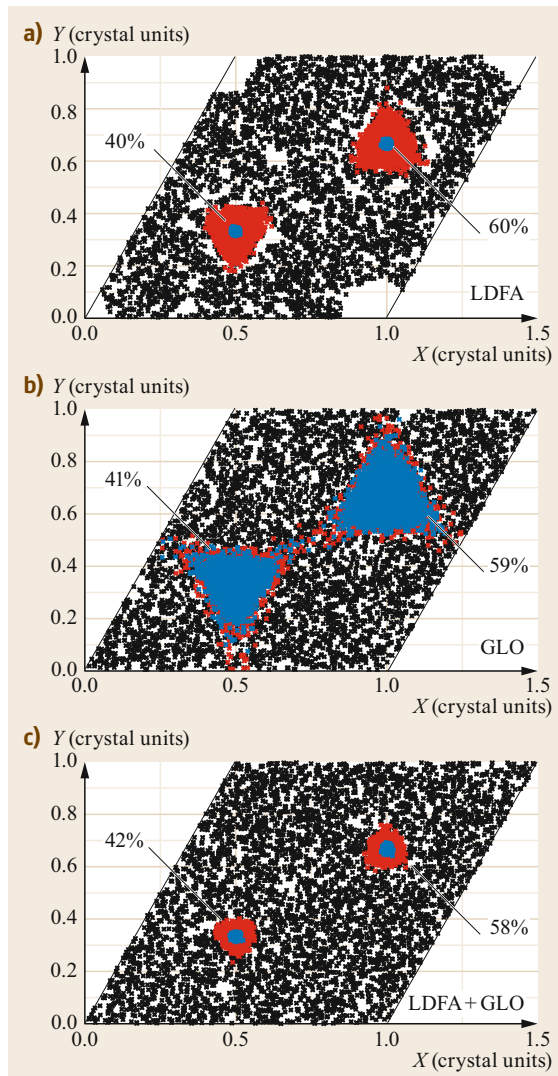 a) Y (crystal units)
1.0
0.8
40%
0.6
0.4
60%
0.2
LDFA
0.0
0.0 0.5 1.0 1.5
X (crystal units)
b) Y (crystal units)
1.0
0.8
41%
0.6
0.4
59%
0.2
GLO
0.0
0.0 0.5 1.0 1.5
X (crystal units)
c) Y (crystal units)
1.0
0.8
42%
0.6
0.4
58%
0.2
LDFA + GLO
0.0
0.0 0.5 1.0 1.5
X (crystal units)